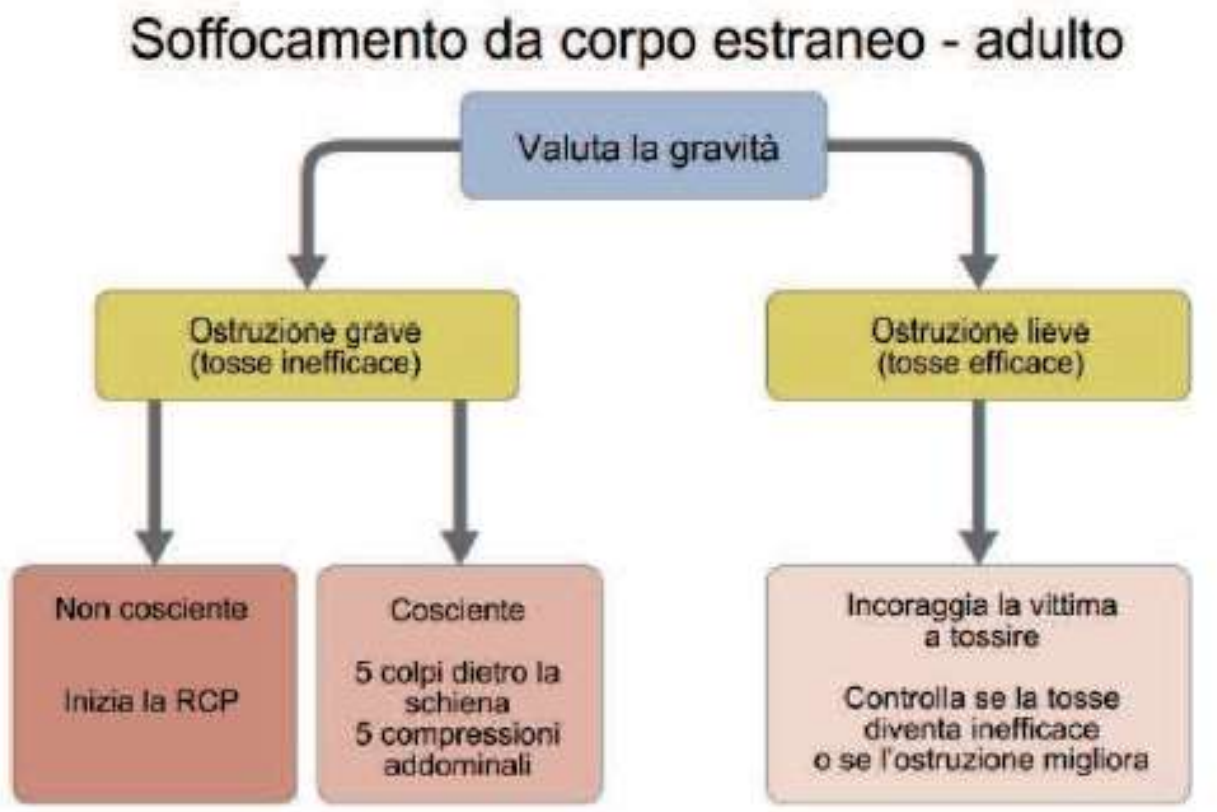 Soffocamento da corpo estraneo - adulto
Valuta la gravità
Ostruzione grave
(tosse inefficace)
Ostruzione lieve
(tosse efficace)
Non cosciente
Inizia la RCP
Cosciente
5 colpi dietro la
schiena
5 compressioni
addominali
Incoraggia la vittima
a tossire
Controlla se la tosse
diventa inefficace
o se l'ostruzione migliora